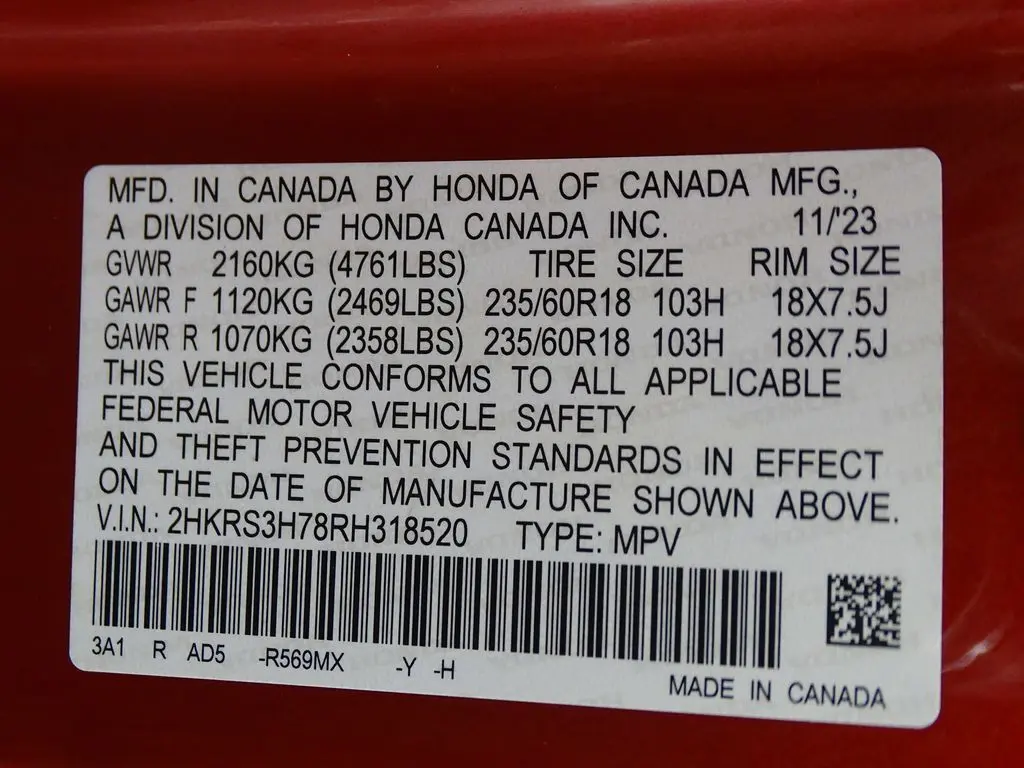 MFD. IN CANADA BY HONDA OF CANADA MFG.,
A DIVISION OF HONDA CANADA INC. 11/'23
GVWR 2160KG (4761LBS) TIRE SIZE RIM SIZE
GAWR F 1120KG (2469LBS) 235/60R18 103H 18X7.5J
GAWR R 1070KG (2358LBS) 235/60R18 103H 18X7.5J
THIS VEHICLE CONFORMS TO ALL APPLICABLE
FEDERAL MOTOR VEHICLE SAFETY
AND THEFT PREVENTION STANDARDS IN EFFECT
ON THE DATE OF MANUFACTURE SHOWN ABOVE.
V.I.N.: 2HKRS3H78RH318520 TYPE: MPV
3A1 R AD5 -R569MX -Y -H
MADE IN CANADA